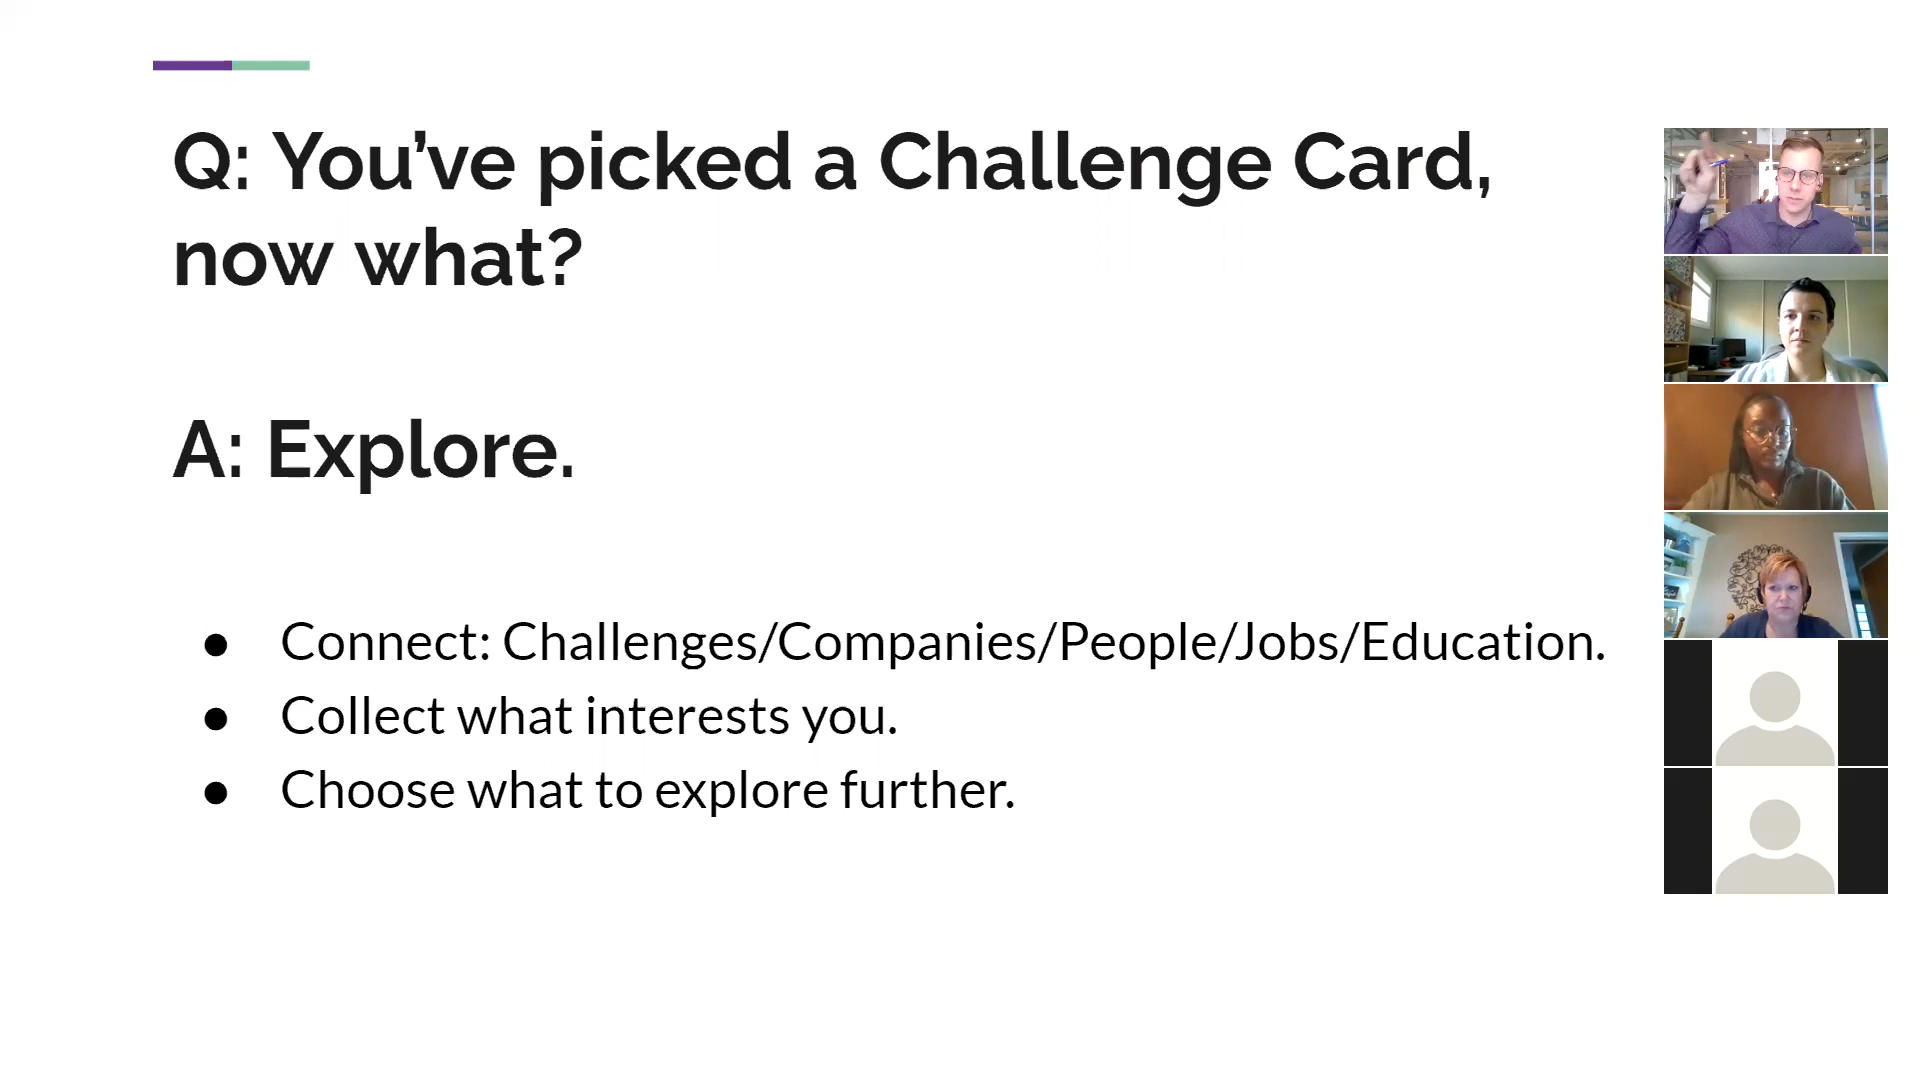 Q: You’ve picked a Challenge Card,
now what?
A: Explore.
● Connect: Challenges/Companies/People/Jobs/Education.
● Collect what interests you.
● Choose what to explore further.